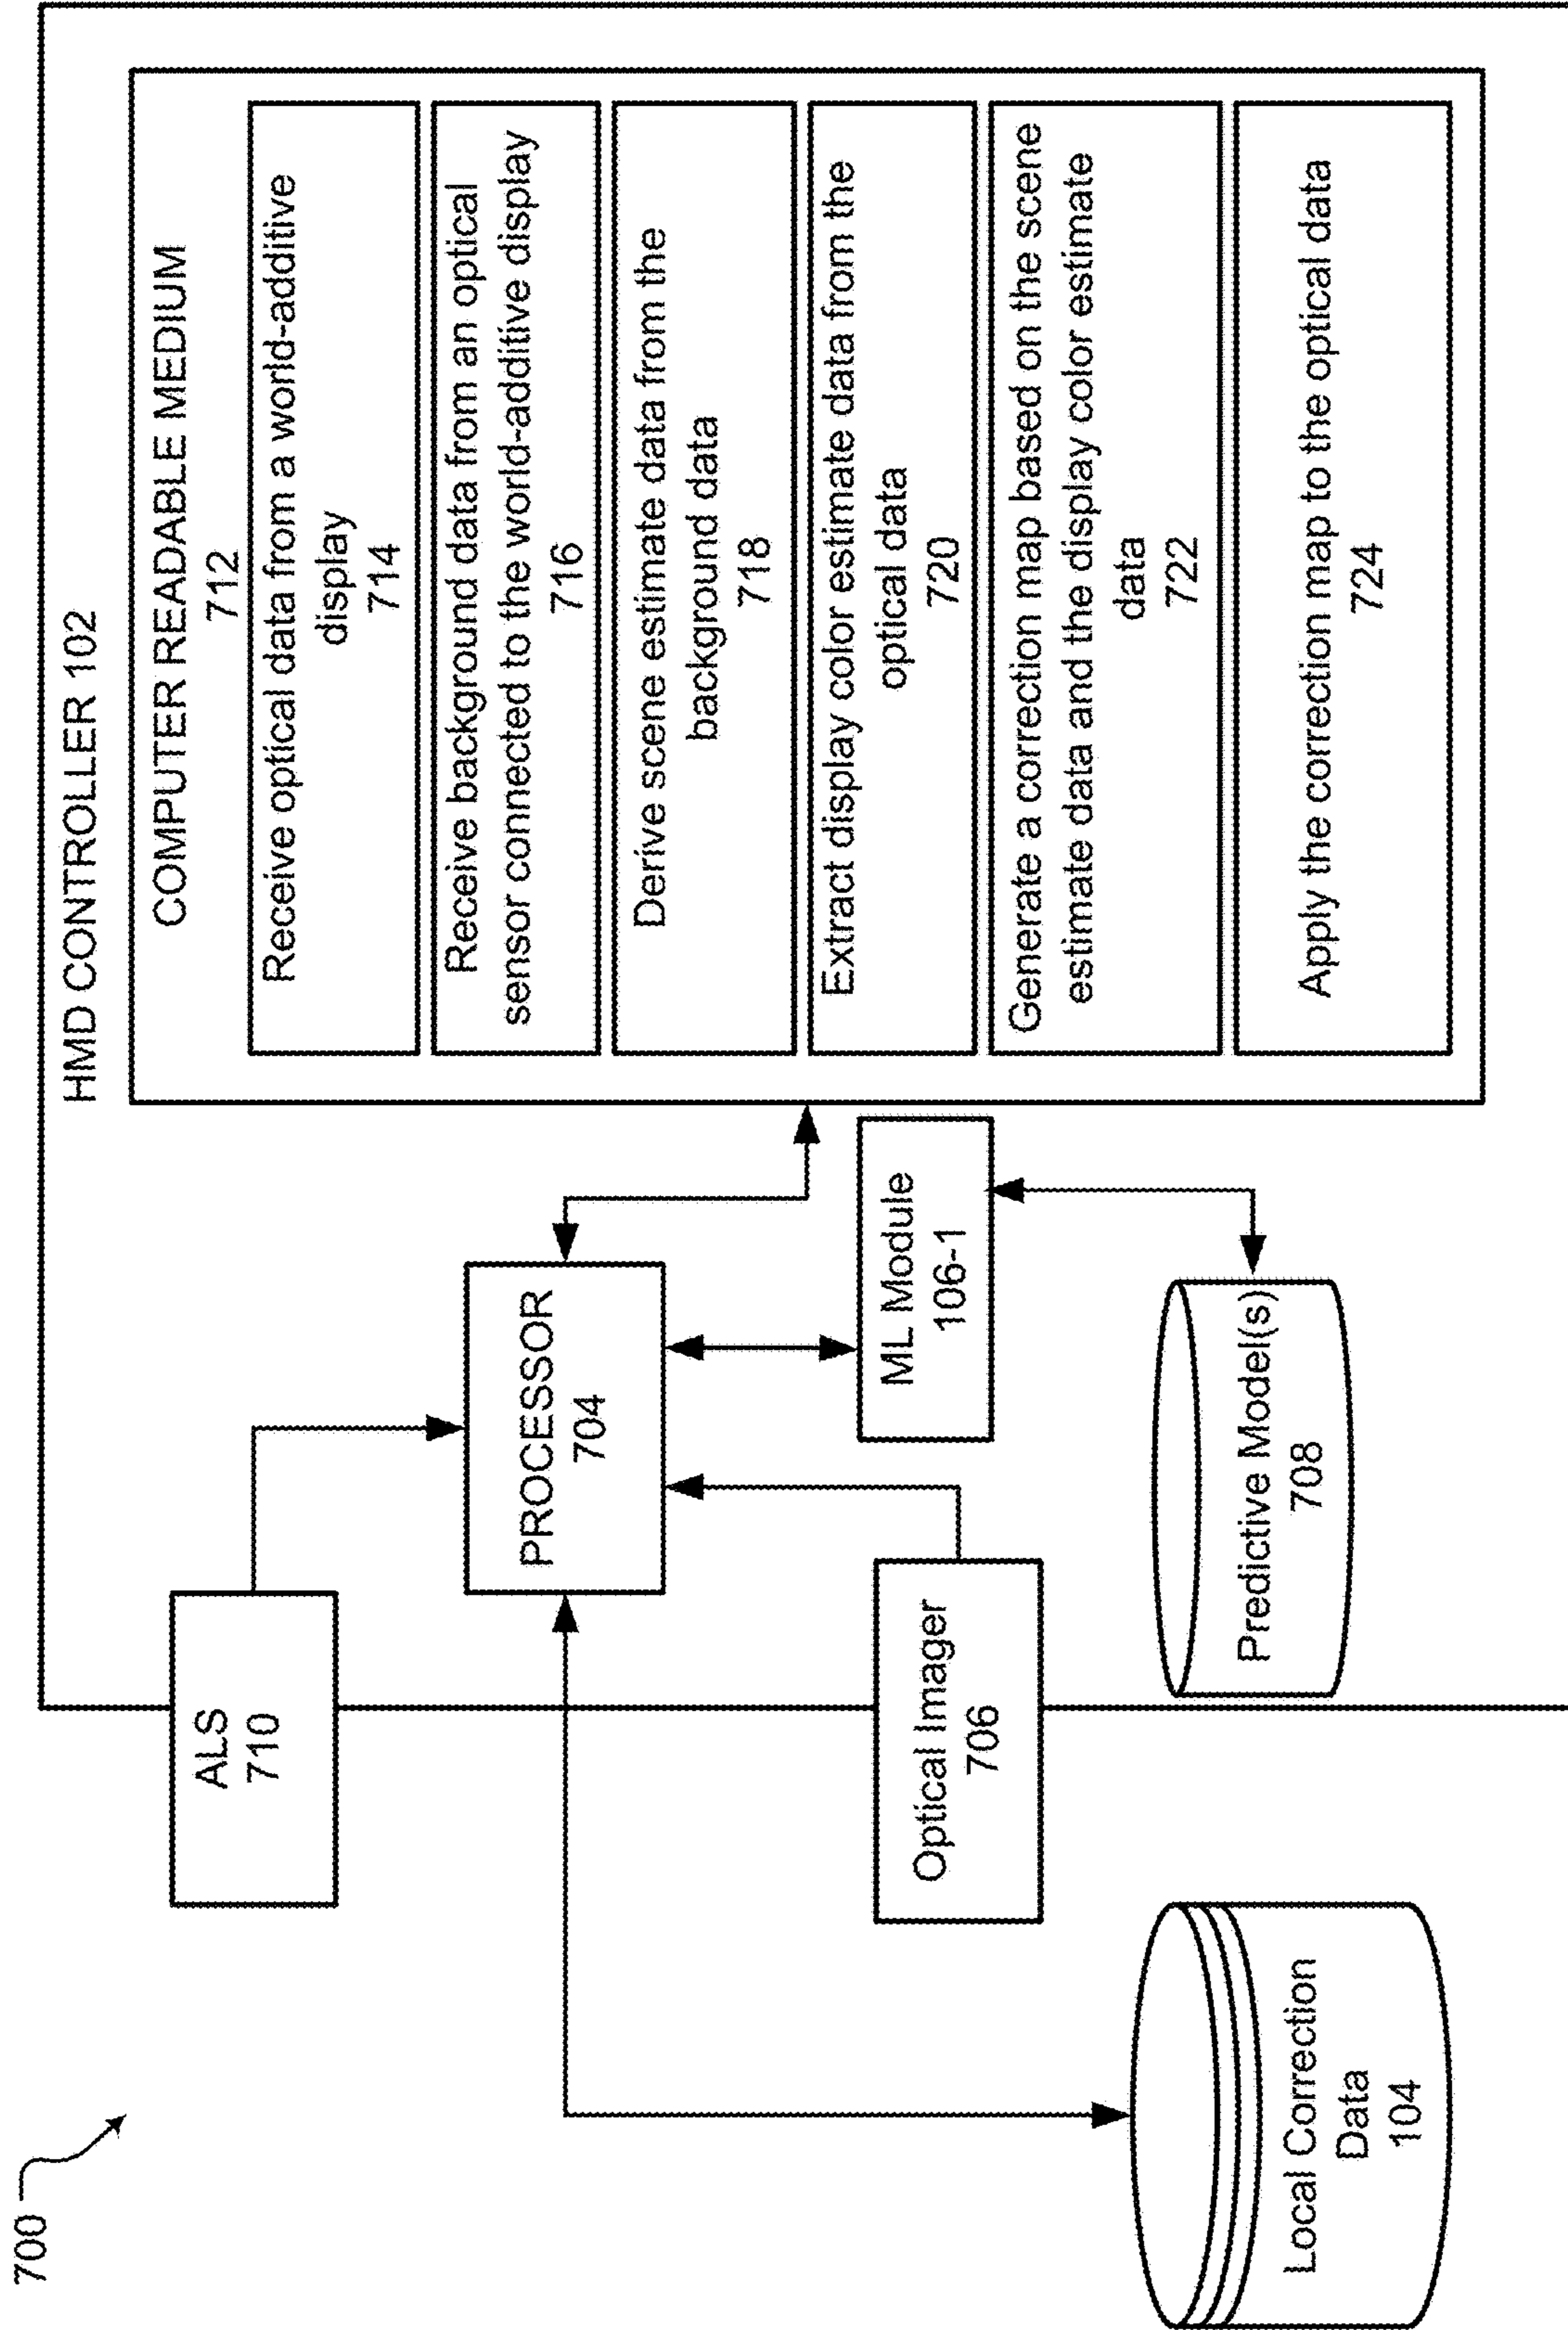 700
HMD CONTROLLER 102
ALS
710
PROCESSOR
704
Optical Imager
706
Local Correction
Data
104
ML Module
106-1
Predictive Model(s)
708
COMPUTER READABLE MEDIUM
712
Receive optical data from a world-additive
display
714
Receive background data from an optical
sensor connected to the world-additive display
716
Derive scene estimate data from the
background data
718
Extract display color estimate data from the
optical data
720
Generate a correction map based on the scene
estimate data and the display color estimate
data
722
Apply the correction map to the optical data
724